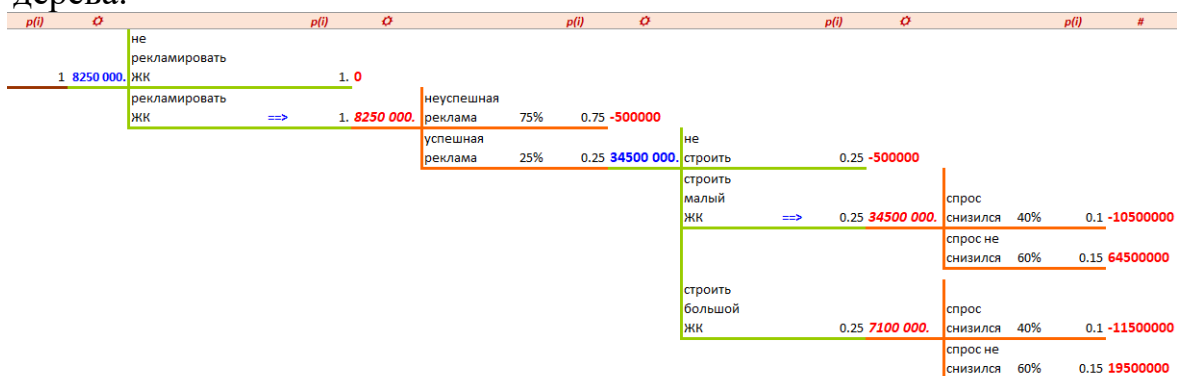 дерева.
p(i) p(i) p(i) p(i) p(i) #
не
рекламировать
1 8250 000. ЖК 1. 0
рекламировать неуспешная
ЖК ==> 1. 8250 000. реклама 75% 0.75 -500000
успешная не
реклама 25% 0.25 34500 000. строить 0.25 -500000
строить
малый спрос
ЖК ==> 0.25 34500 000. снизился 40% 0.1 -10500000
спрос не
снизился 60% 0.15 64500000
строить
большой спрос
ЖК 0.25 7100 000. снизился 40% 0.1 -11500000
спрос не
снизился 60% 0.15 19500000